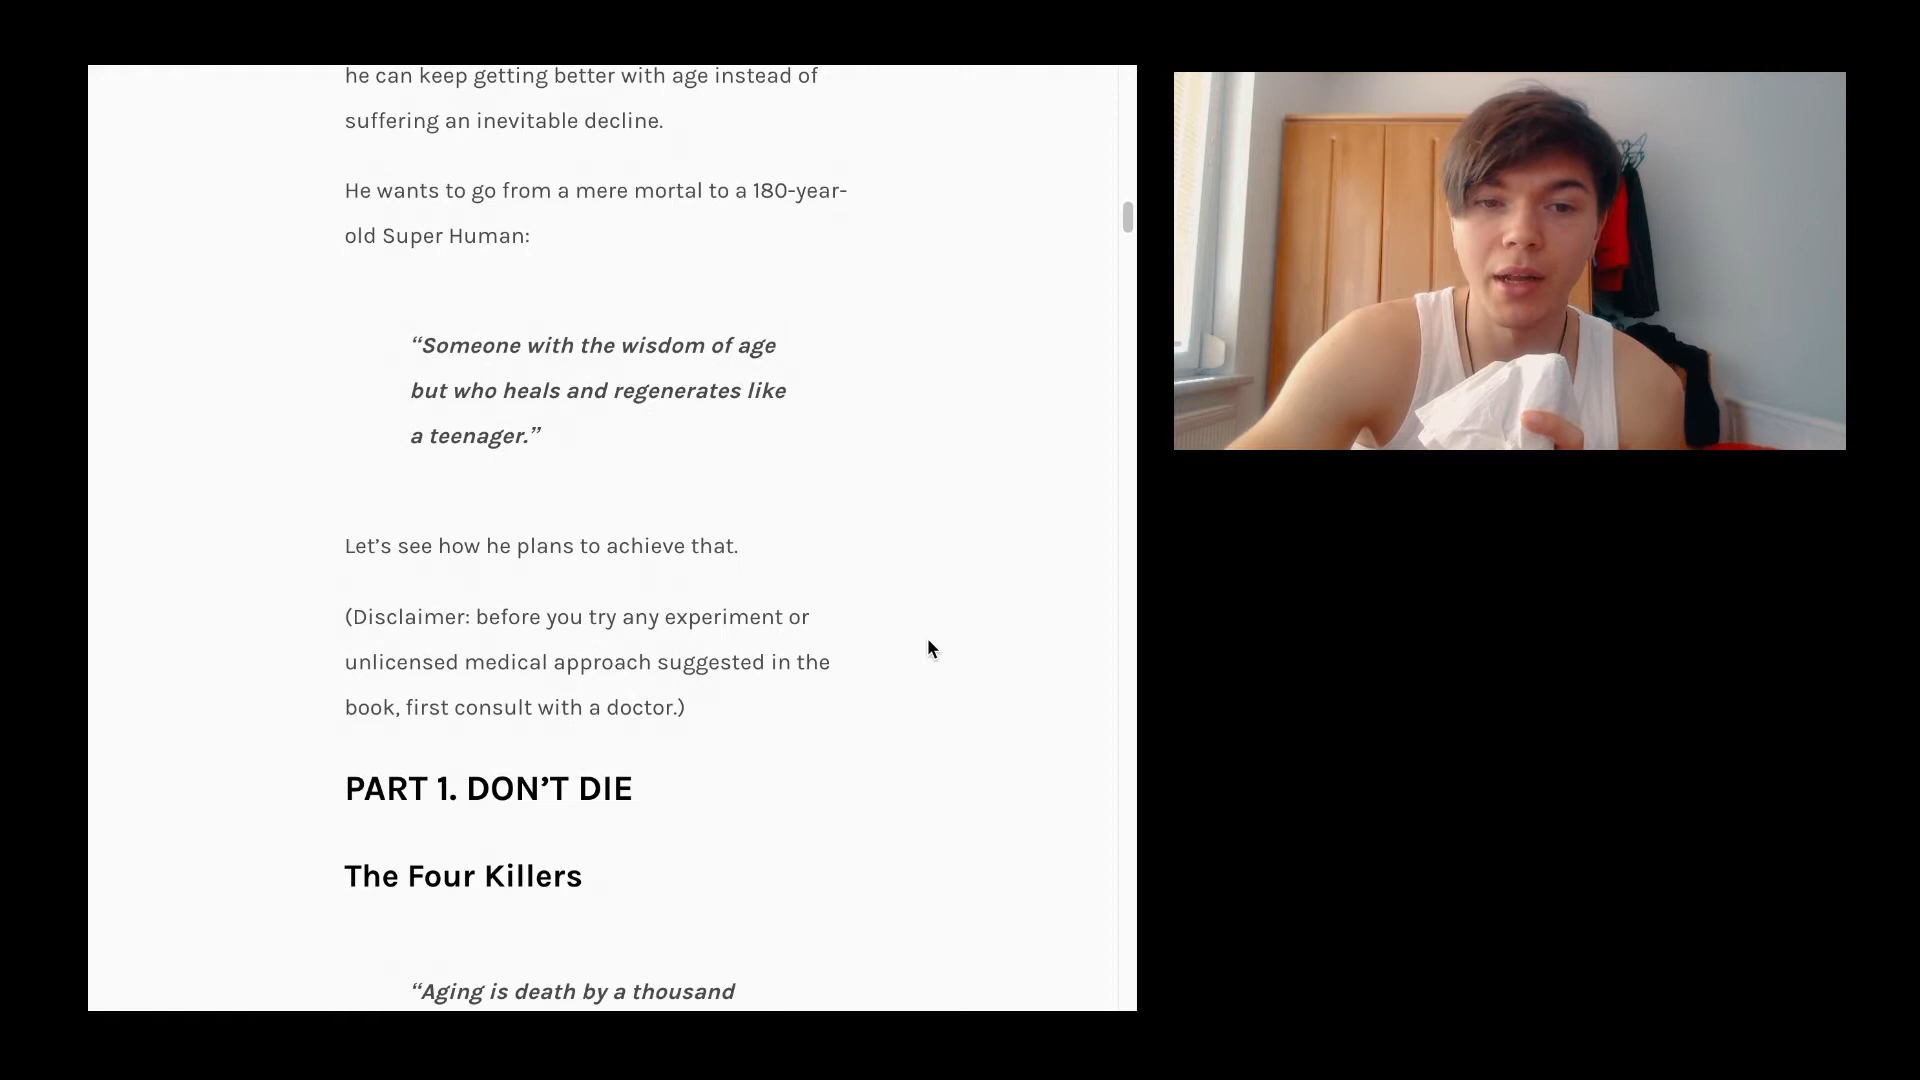 he can keep getting better with age instead of
suffering an inevitable decline.
He wants to go from a mere mortal to a 180-year-
old Super Human:
“Someone with the wisdom of age
but who heals and regenerates like
a teenager.”
Let’s see how he plans to achieve that.
(Disclaimer: before you try any experiment or
unlicensed medical approach suggested in the
book, first consult with a doctor.)
PART 1. DON’T DIE
The Four Killers
“Aging is death by a thousand